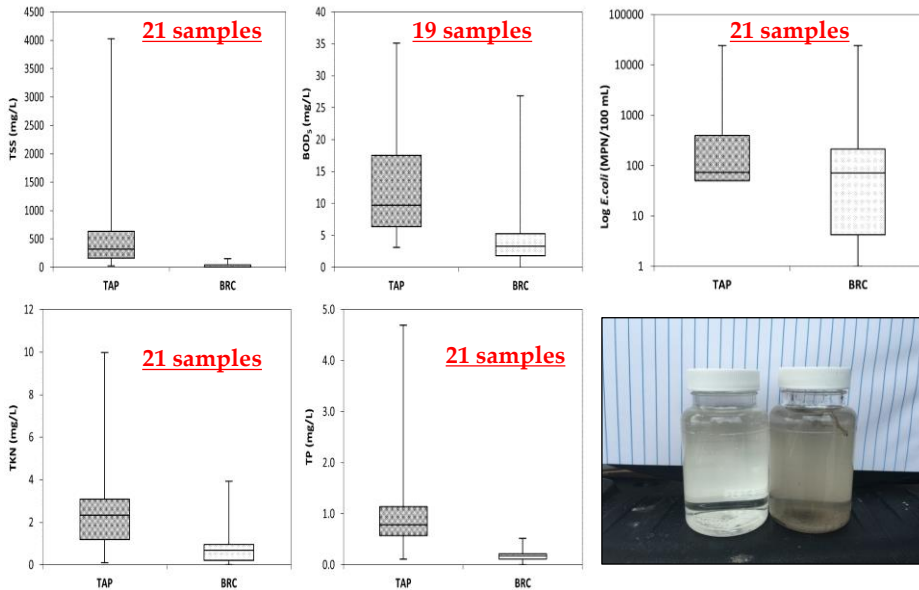 21 samples
TSS (mg/L)
4500
4000
3500
3000
2500
2000
1500
1000
500
0
TAP BRC
19 samples
BOD₅ (mg/L)
40
35
30
25
20
15
10
5
0
TAP BRC
21 samples
Log E.coli (MPN/100 mL)
100000
10000
1000
100
10
1
TAP BRC
21 samples
TKN (mg/L)
12
10
8
6
4
2
0
TAP BRC
21 samples
TP (mg/L)
5.0
4.0
3.0
2.0
1.0
0.0
TAP BRC